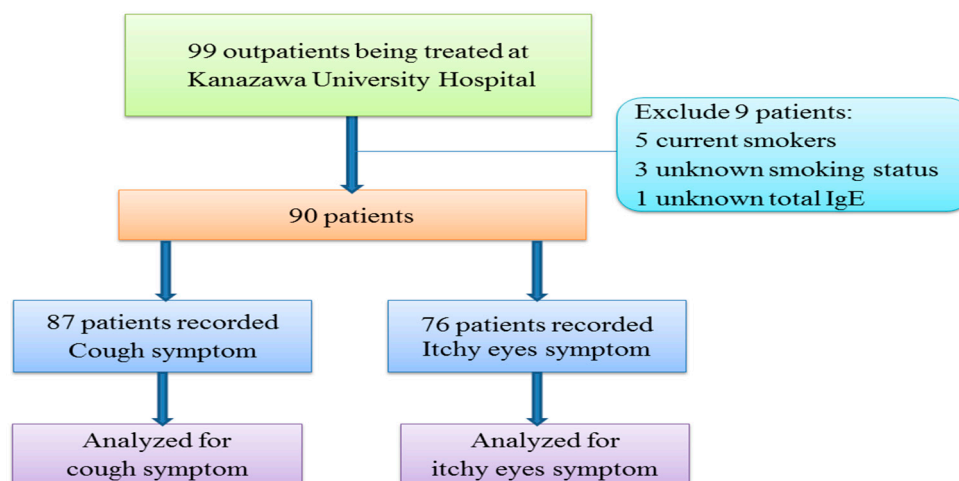 99 outpatients being treated at
Kanazawa University Hospital
Exclude 9 patients:
5 current smokers
3 unknown smoking status
1 unknown total IgE
90 patients
87 patients recorded
Cough symptom
76 patients recorded
Itchy eyes symptom
Analyzed for
cough symptom
Analyzed for
itchy eyes symptom